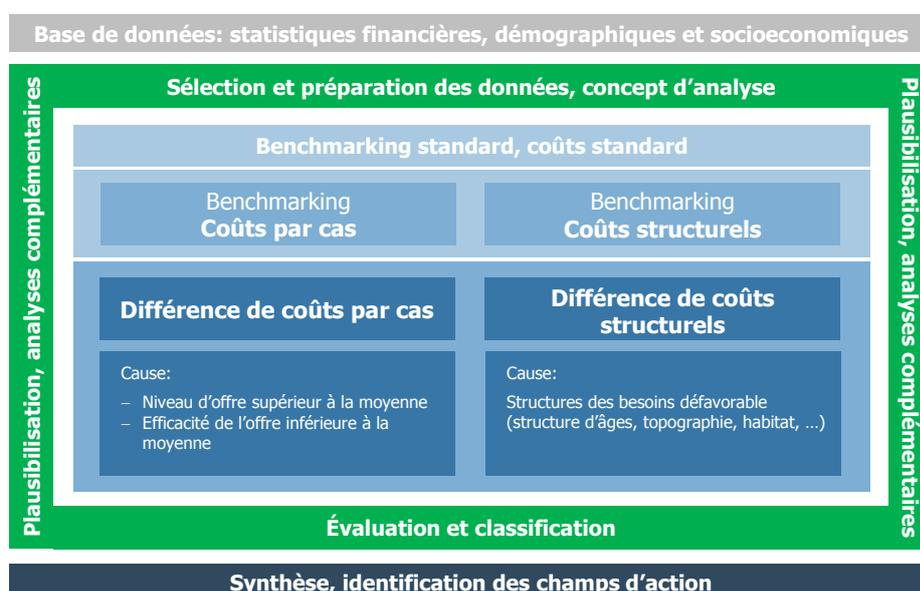 Base de données: statistiques financières, démographiques et socioeconomiques
Sélection et préparation des données, concept d'analyse
Plausibilisation, analyses complémentaires
Benchmarking standard, coûts standard
Benchmarking
Coûts par cas
Benchmarking
Coûts structurels
Différence de coûts par cas
Différence de coûts
structurels
Cause:
– Niveau d'offre supérieur à la moyenne
– Efficacité de l'offre inférieure à la
moyenne
Cause:
Structures des besoins défavorable
(structure d'âges, topographie, habitat, ...)
Plausibilisation, analyses complémentaires
Évaluation et classification
Synthèse, identification des champs d'action